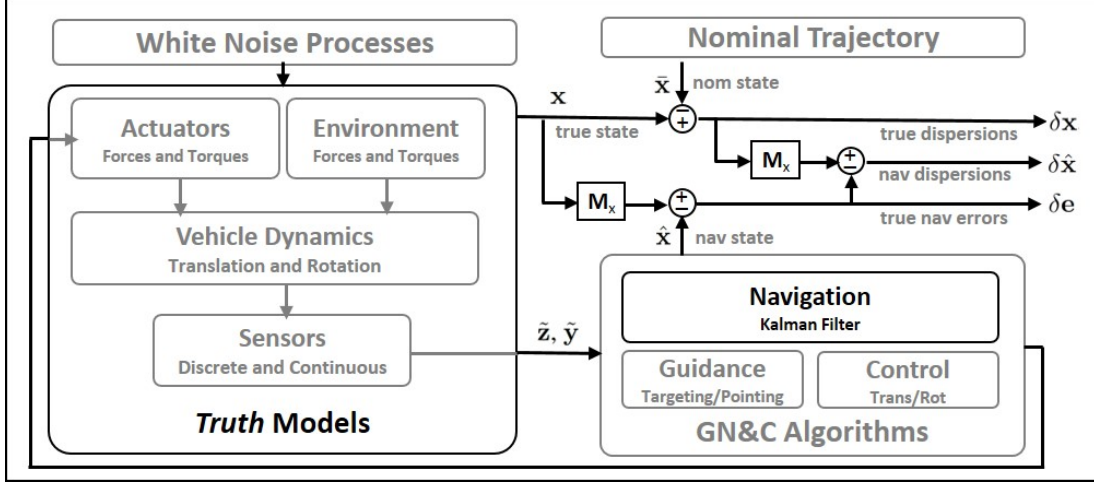 White Noise Processes
Nominal Trajectory
x̄ nom state
x
true state
Actuators
Forces and Torques
Environment
Forces and Torques
− +
true dispersions
δx
Mₓ
+ −
nav dispersions
δx̂
Mₓ
+ −
true nav errors
δe
x̂ nav state
Vehicle Dynamics
Translation and Rotation
Navigation
Kalman Filter
Sensors
Discrete and Continuous
z̃, ỹ
Guidance
Targeting/Pointing
Control
Trans/Rot
Truth Models
GN&C Algorithms